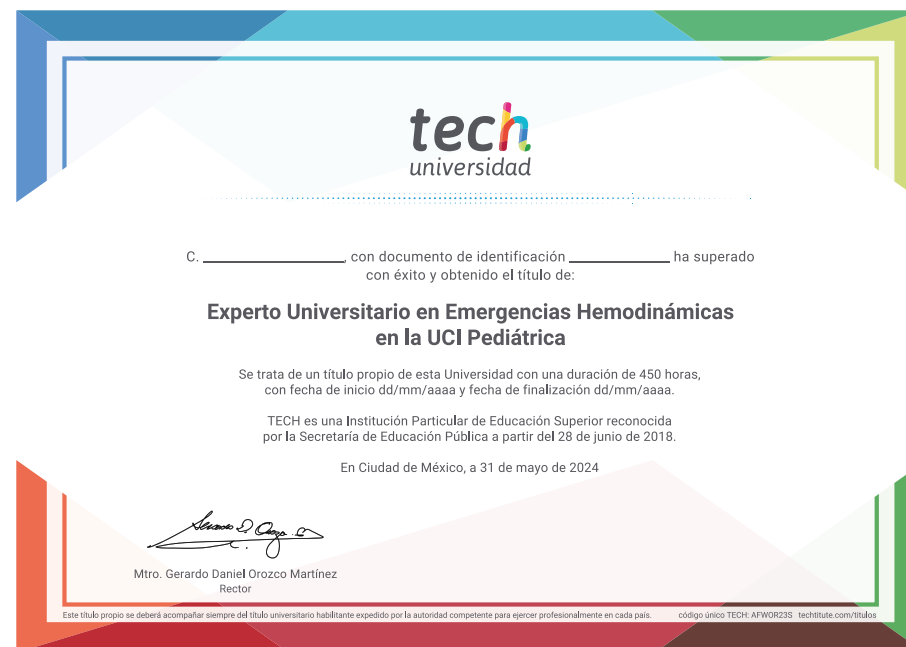 tech
universidad
C. ____________________, con documento de identificación ______________ ha superado
con éxito y obtenido el título de:
Experto Universitario en Emergencias Hemodinámicas
en la UCI Pediátrica
Se trata de un título propio de esta Universidad con una duración de 450 horas,
con fecha de inicio dd/mm/aaaa y fecha de finalización dd/mm/aaaa.
TECH es una Institución Particular de Educación Superior reconocida
por la Secretaría de Educación Pública a partir del 28 de junio de 2018.
En Ciudad de México, a 31 de mayo de 2024
Mtro. Gerardo Daniel Orozco Martínez
Rector
Este título propio se deberá acompañar siempre del título universitario habilitante expedido por la autoridad competente para ejercer profesionalmente en cada país. código único TECH: AFWOR23S techtitute.com/titulos